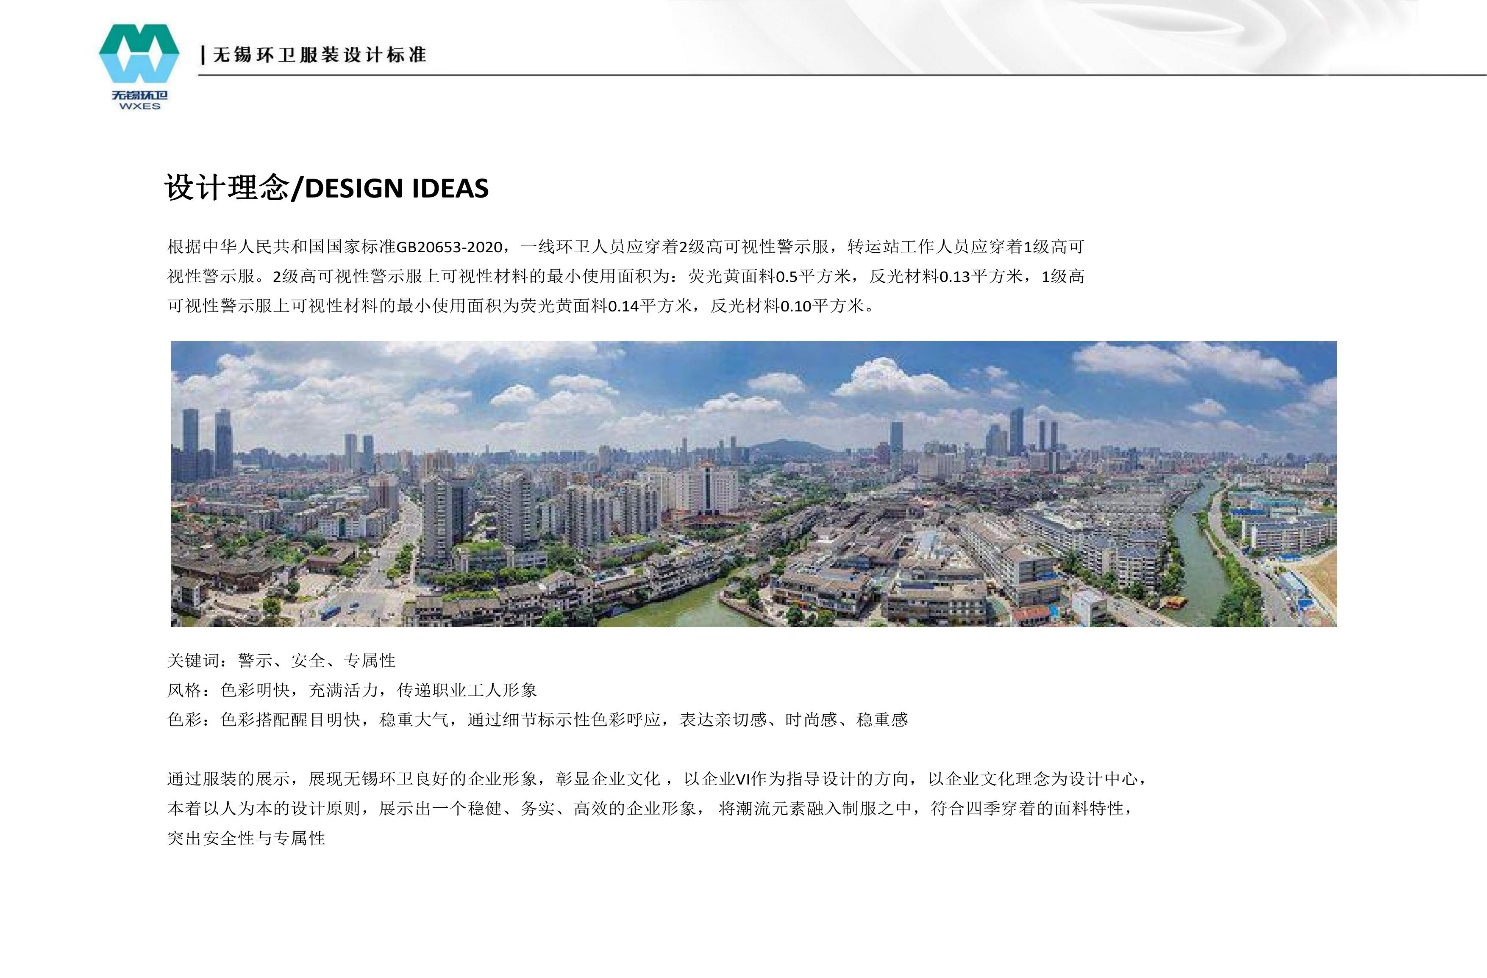 无锡环卫服装设计标准
无锡环卫
WXES
设计理念/DESIGN IDEAS
根据中华人民共和国国家标准GB20653-2020，一线环卫人员应穿着2级高可视性警示服，转运站工作人员应穿着1级高可
视性警示服。2级高可视性警示服上可视性材料的最小使用面积为：荧光黄面料0.5平方米，反光材料0.13平方米，1级高
可视性警示服上可视性材料的最小使用面积为荧光黄面料0.14平方米，反光材料0.10平方米。
关键词：警示、安全、专属性
风格：色彩明快，充满活力，传递职业工人形象
色彩：色彩搭配醒目明快，稳重大气，通过细节标示性色彩呼应，表达亲切感、时尚感、稳重感
通过服装的展示，展现无锡环卫良好的企业形象，彰显企业文化 ，以企业VI作为指导设计的方向，以企业文化理念为设计中心，
本着以人为本的设计原则，展示出一个稳健、务实、高效的企业形象， 将潮流元素融入制服之中，符合四季穿着的面料特性，
突出安全性与专属性